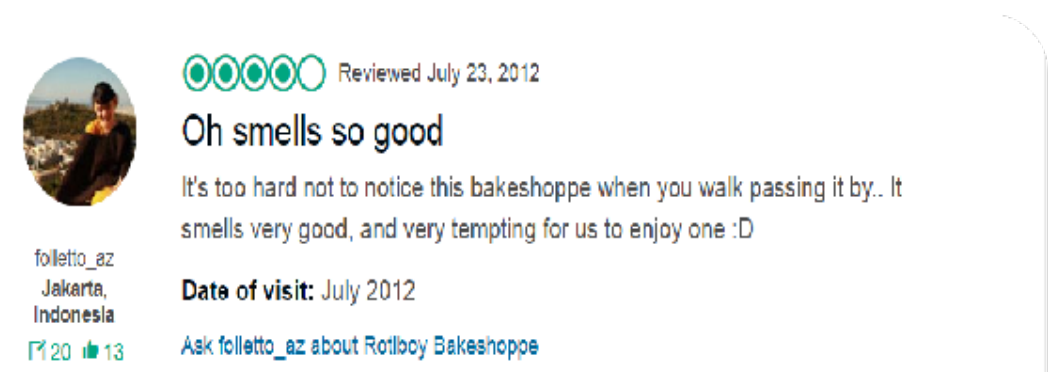 Reviewed July 23, 2012
Oh smells so good
It's too hard not to notice this bakeshoppe when you walk passing it by.. It
smells very good, and very tempting for us to enjoy one :D
folletto_az
Jakarta,
Indonesia
20 13
Date of visit: July 2012
Ask folletto_az about Rotiboy Bakeshoppe